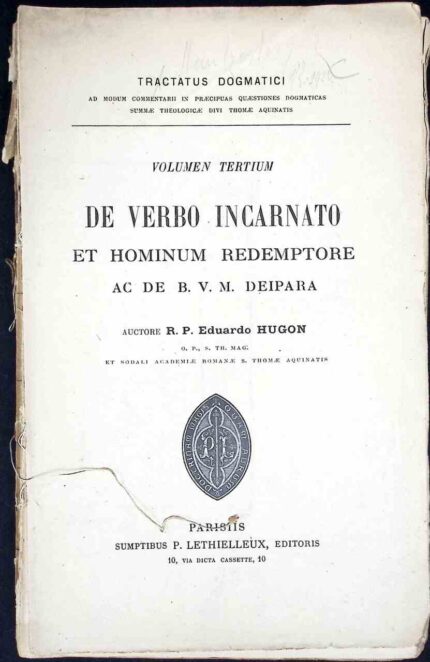 TRACTATUS DOGMATICI
AD MODUM COMMENTARII IN PRÆCIPUAS QUÆSTIONES DOGMATICAS
SUMMÆ THEOLOGICÆ DIVI THOMÆ AQUINATIS
VOLUMEN TERTIUM
DE VERBO INCARNATO
ET HOMINUM REDEMPTORE
AC DE B. V. M. DEIPARA
AUCTORE R. P. Eduardo HUGON
O. P., S. TH. MAG.
ET SODALI ACADEMIÆ ROMANÆ S. THOMÆ AQUINATIS
PARISIIS
SUMPTIBUS P. LETHIELLEUX, EDITORIS
10, VIA DICTA CASSETTE, 10